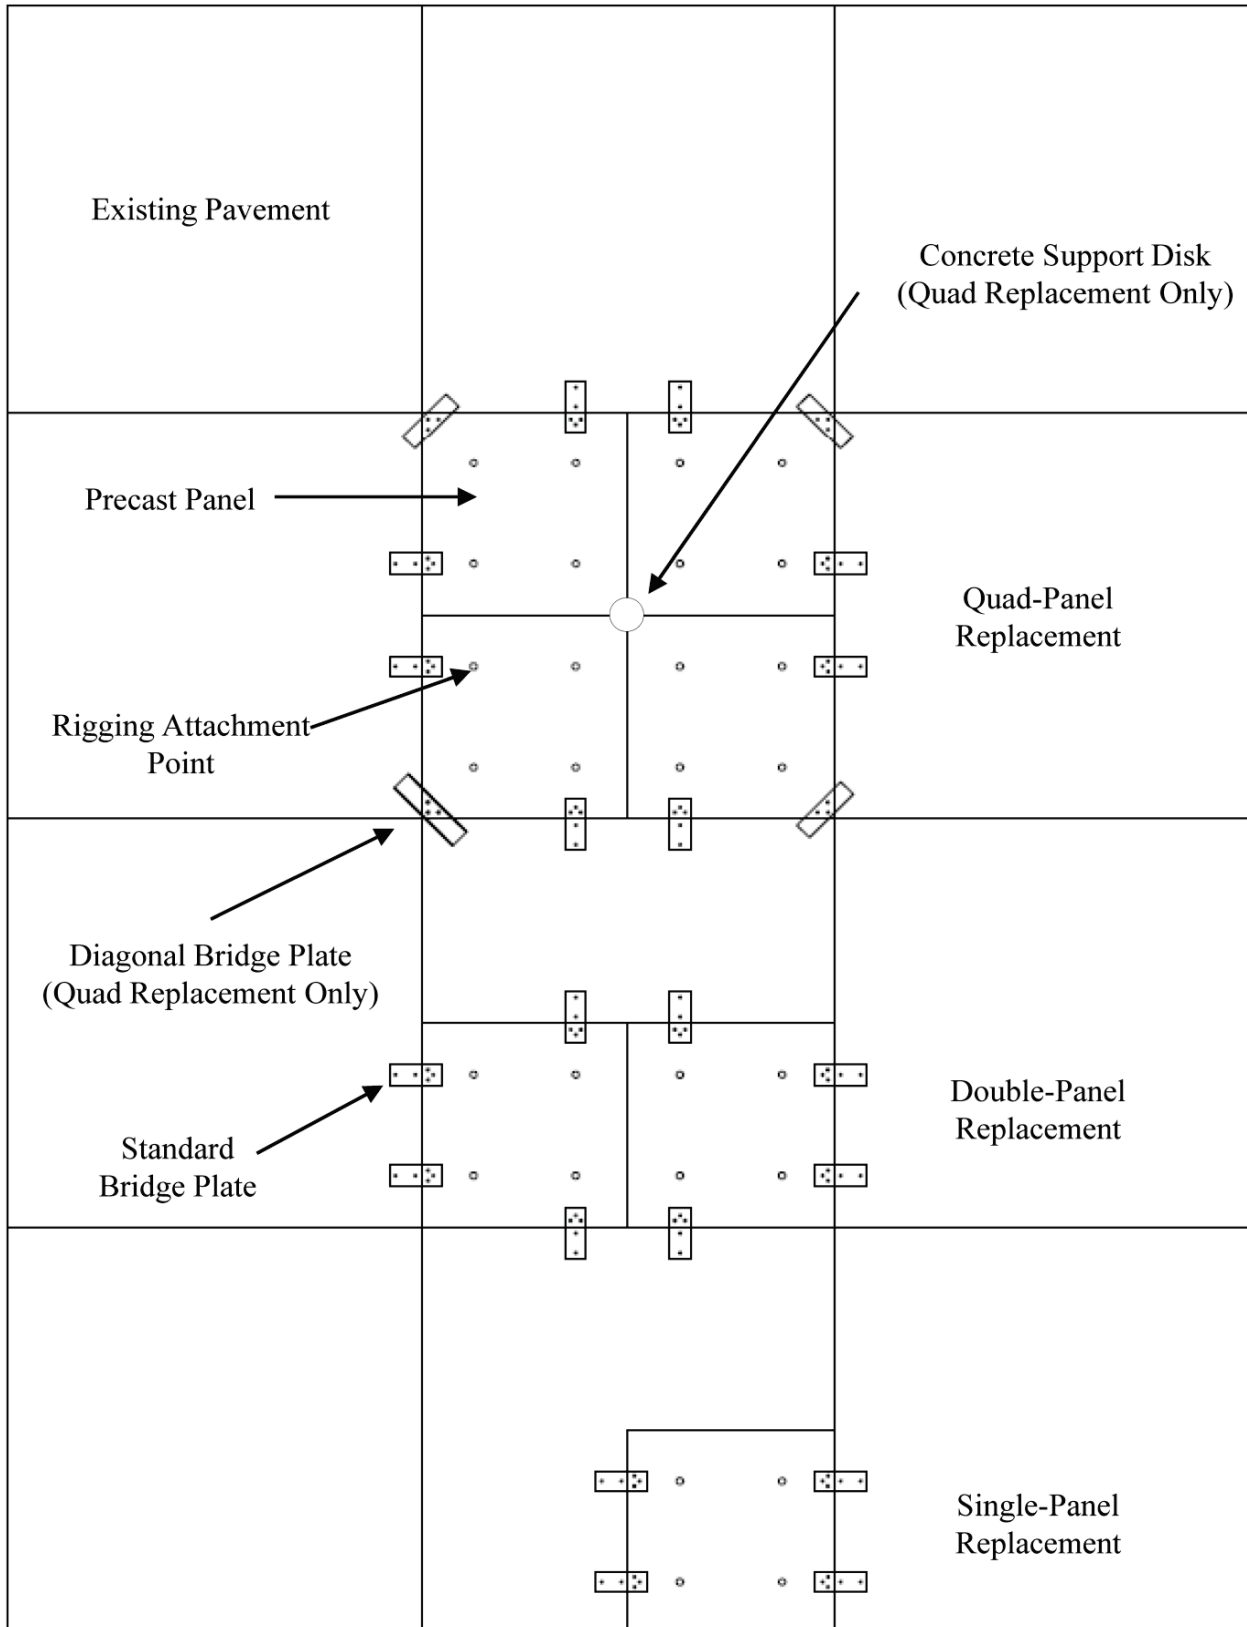 Existing Pavement
Concrete Support Disk
(Quad Replacement Only)
Precast Panel
Quad-Panel
Replacement
Rigging Attachment
Point
Diagonal Bridge Plate
(Quad Replacement Only)
Double-Panel
Replacement
Standard
Bridge Plate
Single-Panel
Replacement